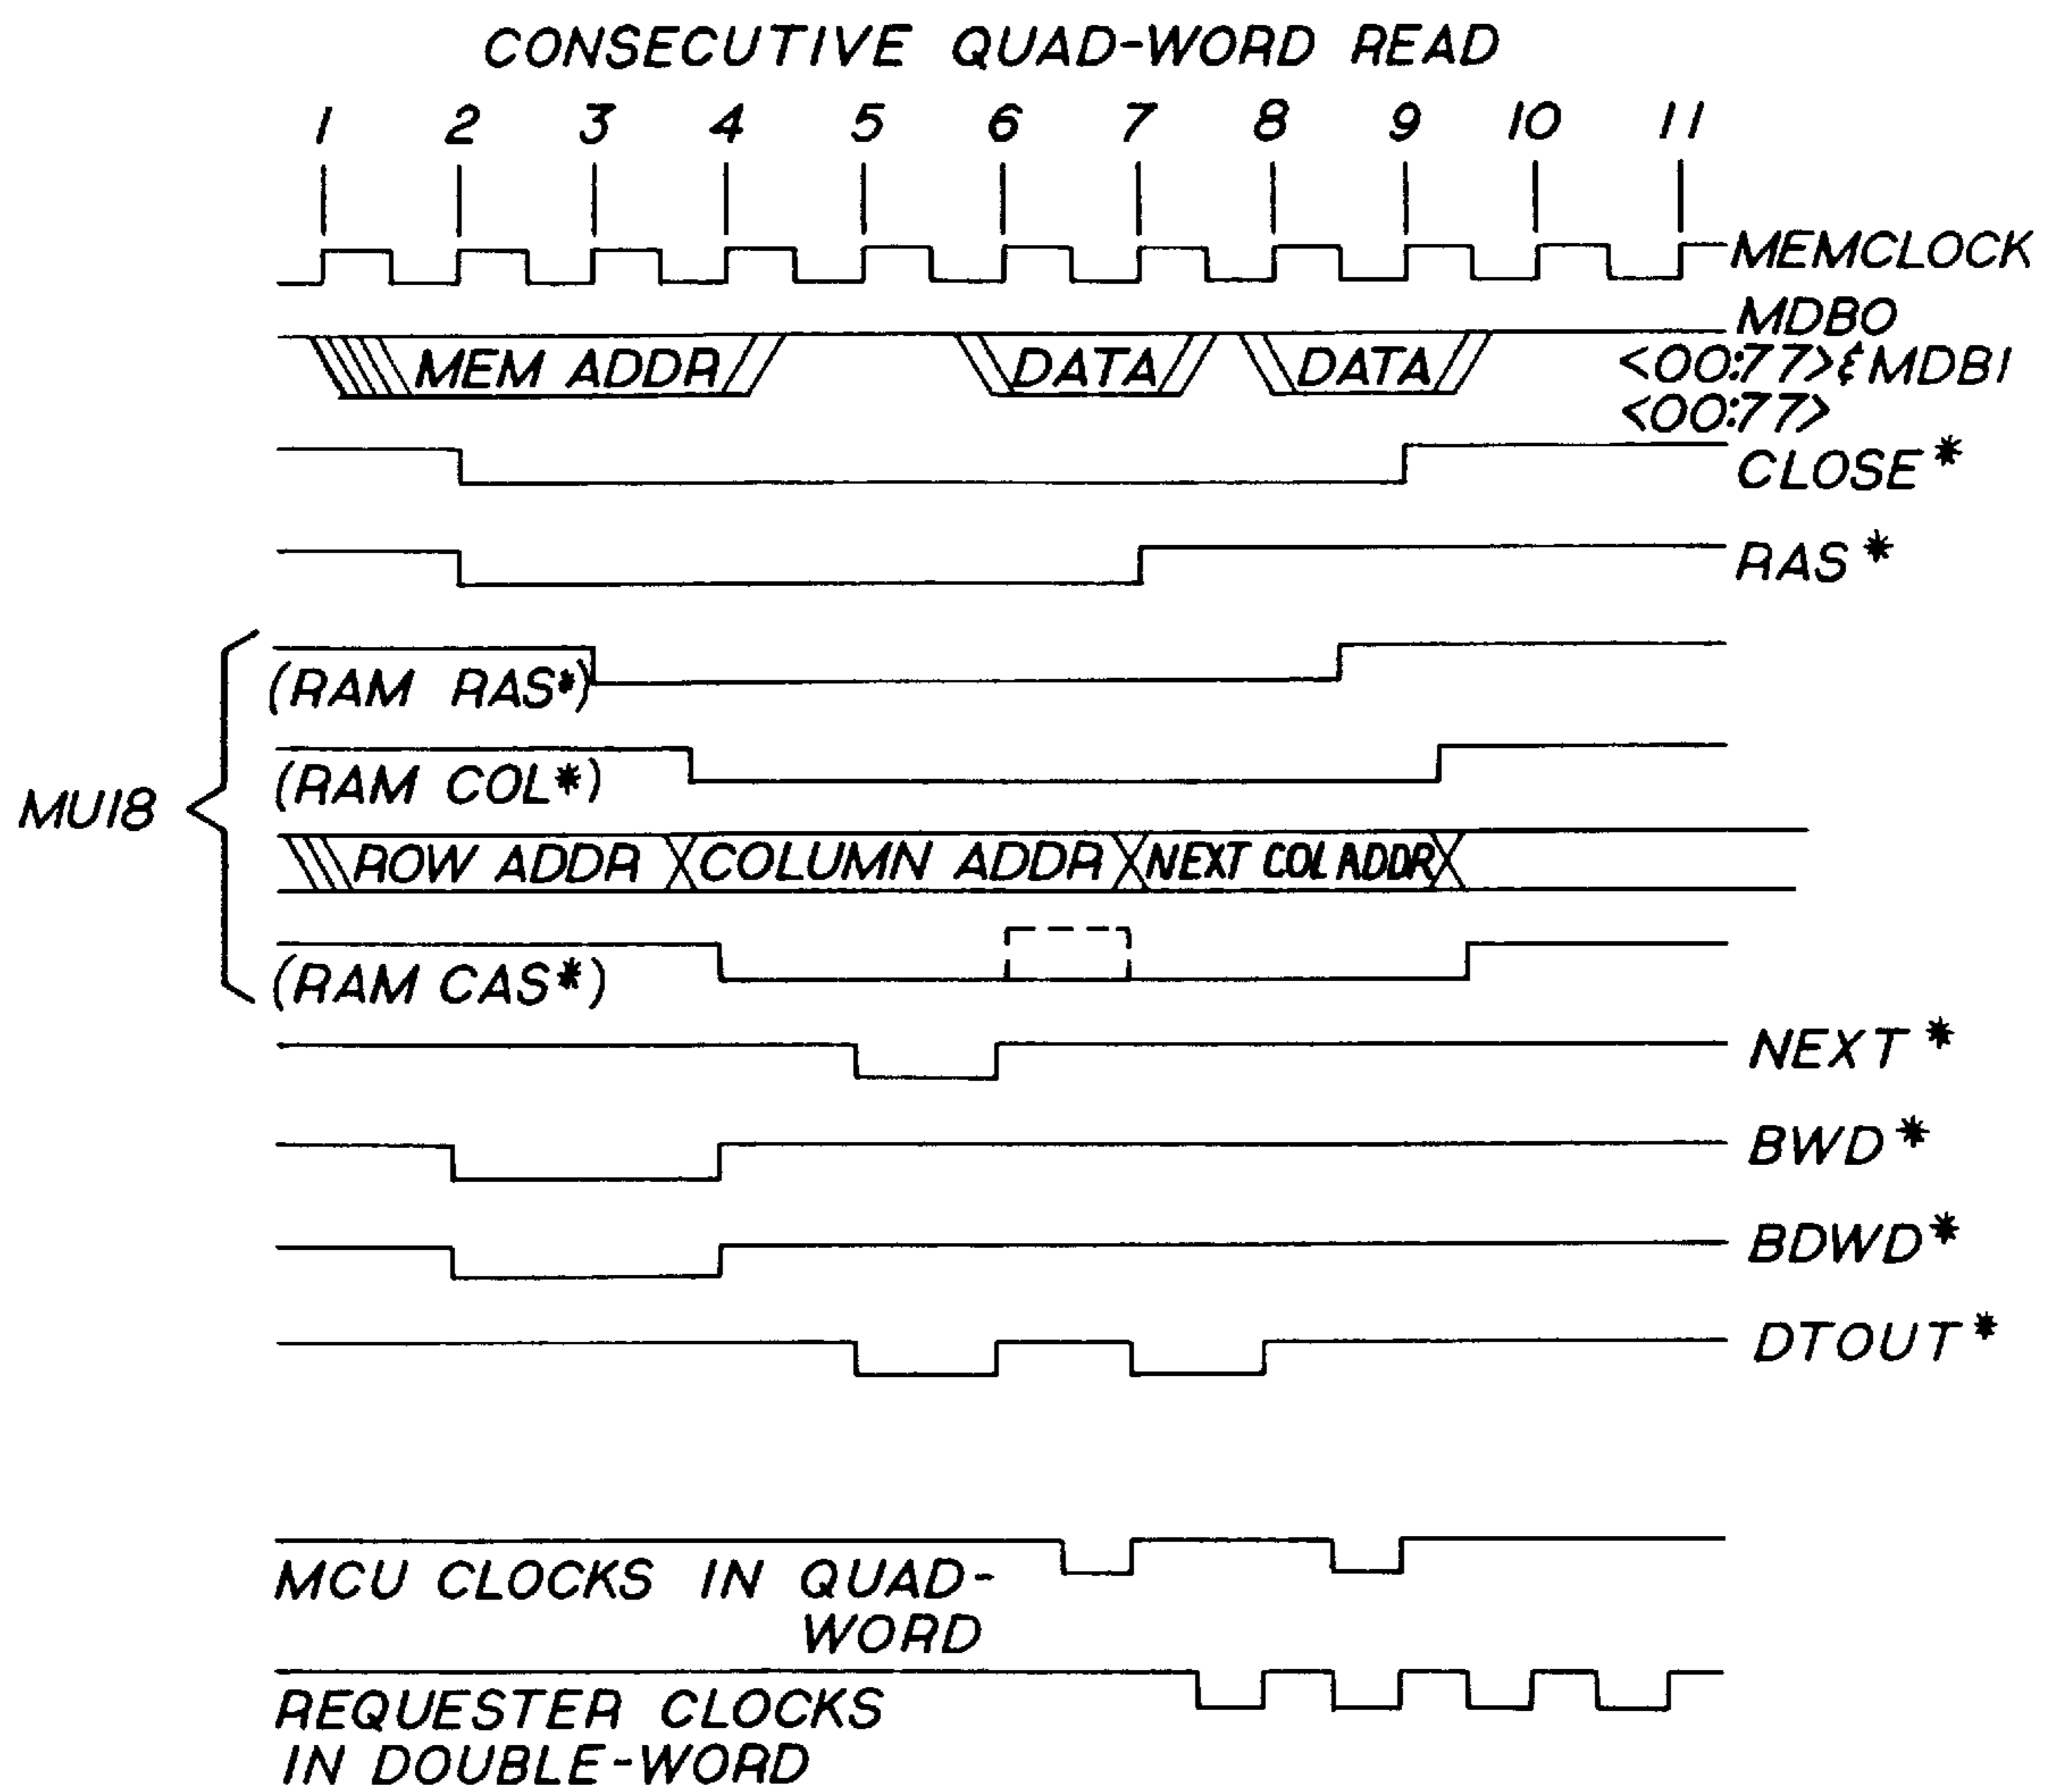 CONSECUTIVE QUAD-WORD READ
1 2 3 4 5 6 7 8 9 10 11
MEMCLOCK
MDBO
<00:77>&MDBI
<00:77>
MEM ADDR DATA DATA
CLOSE*
RAS*
MU18
(RAM RAS*)
(RAM COL*)
ROW ADDR COLUMN ADDR NEXT COL ADDR
(RAM CAS*)
NEXT*
BWD*
BDWD*
DTOUT*
MCU CLOCKS IN QUAD-
WORD
REQUESTER CLOCKS
IN DOUBLE-WORD